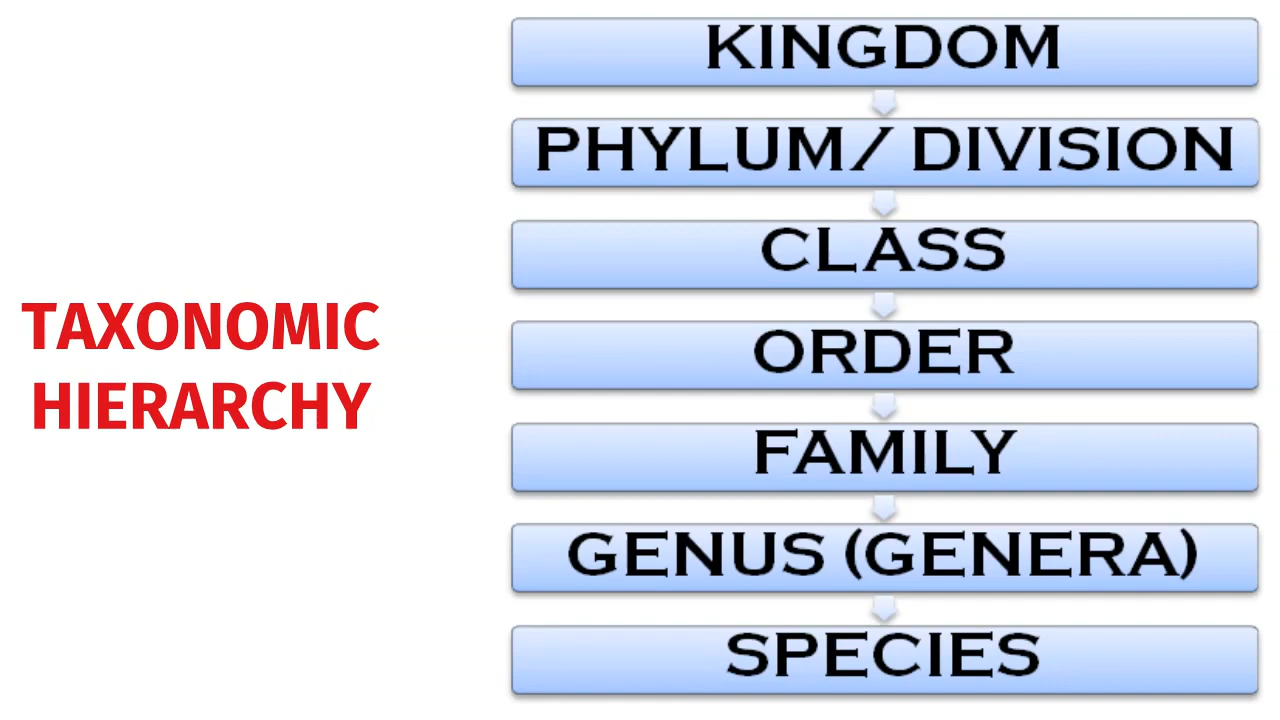 TAXONOMIC
HIERARCHY
KINGDOM
PHYLUM/ DIVISION
CLASS
ORDER
FAMILY
GENUS (GENERA)
SPECIES